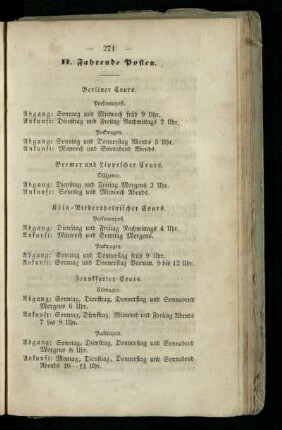 — 271 —
II. Fahrende Posten.
Berliner Cours.
Personenpost.
Abgang: Sonntag und Mittwoch früh 9 Uhr.
Ankunft: Dienstag und Freitag Nachmittags 2 Uhr.
Packwagen.
Abgang: Sonntag und Donnerstag Abends 5 Uhr.
Ankunft: Mittwoch und Sonnabend Abends.
Bremer und Lippescher Cours.
Diligence.
Abgang: Dienstag und Freitag Morgens 3 Uhr.
Ankunft: Sonntag und Mittwoch Abends.
Köln-Niederrheinischer Cours.
Personenpost.
Abgang: Dienstag und Freitag Nachmittags 4 Uhr.
Ankunft: Mittwoch und Sonntag Morgens.
Packwagen.
Abgang: Sonntag und Donnerstag früh 9 Uhr.
Ankunft: Sonntag und Donnerstag Vormitt. 9 bis 12 Uhr.
Frankfurter Cours.
Eilwagen.
Abgang: Sonntag, Dienstag, Donnerstag und Sonnabend
Morgens 6 Uhr.
Ankunft: Sonntag, Dienstag, Mittwoch und Freitag Abends
7 bis 8 Uhr.
Packwagen.
Abgang: Sonntag, Dienstag, Donnerstag und Sonnabend
Morgens 8 Uhr.
Ankunft: Montag, Dienstag, Donnerstag und Sonnabend
Abends 10—11 Uhr.